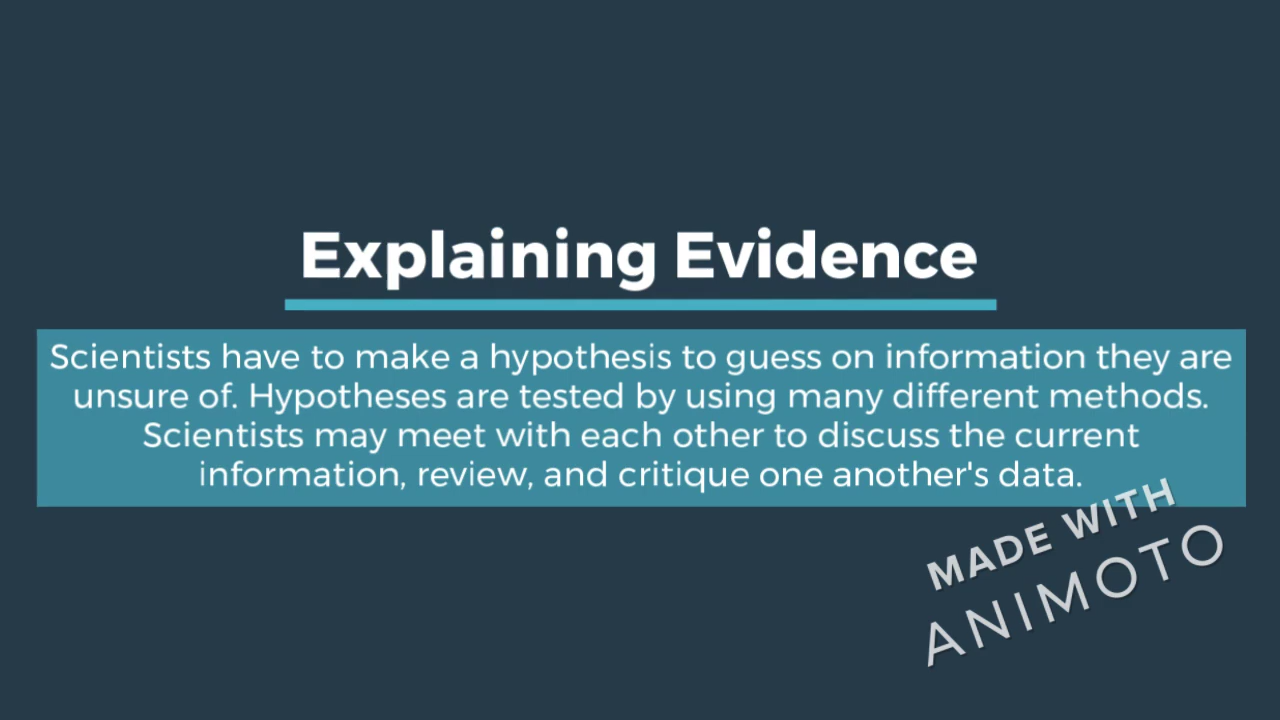 Explaining Evidence
Scientists have to make a hypothesis to guess on information they are
unsure of. Hypotheses are tested by using many different methods.
Scientists may meet with each other to discuss the current
information, review, and critique one another's data.
MADE WITH
ANIMOTO